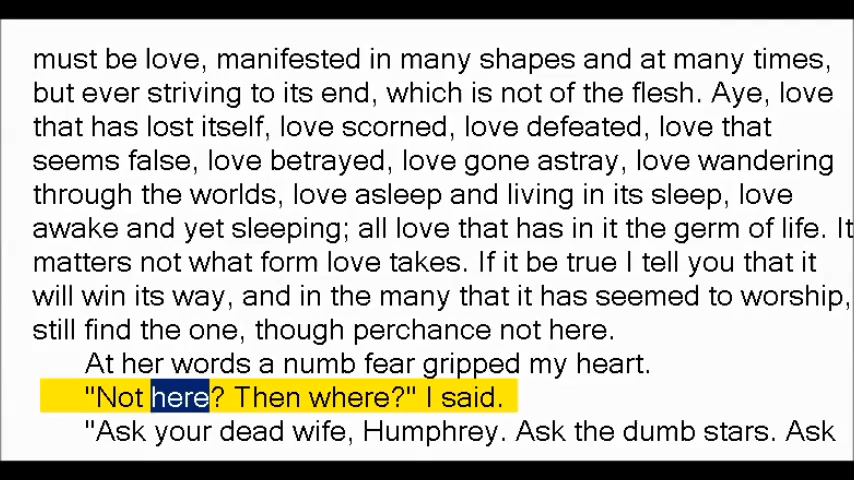 must be love, manifested in many shapes and at many times,
but ever striving to its end, which is not of the flesh. Aye, love
that has lost itself, love scorned, love defeated, love that
seems false, love betrayed, love gone astray, love wandering
through the worlds, love asleep and living in its sleep, love
awake and yet sleeping; all love that has in it the germ of life. It
matters not what form love takes. If it be true I tell you that it
will win its way, and in the many that it has seemed to worship,
still find the one, though perchance not here.
At her words a numb fear gripped my heart.
"Not here? Then where?" I said.
"Ask your dead wife, Humphrey. Ask the dumb stars. Ask